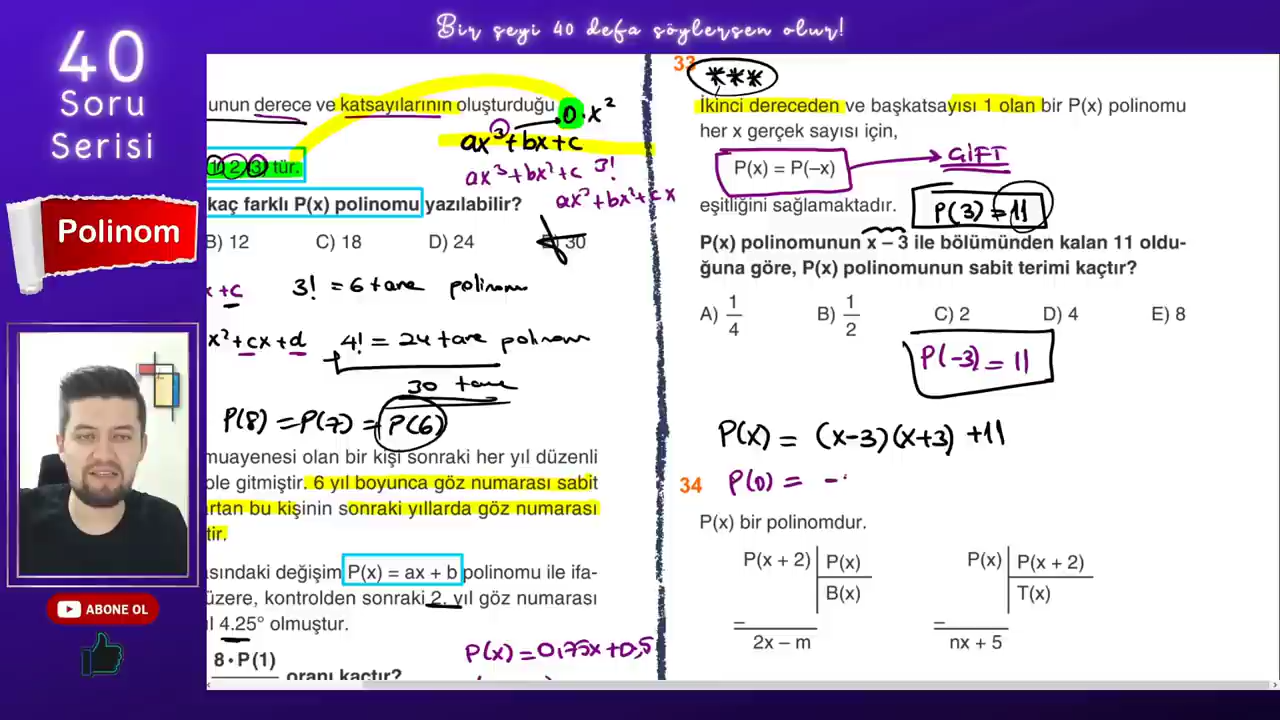 Bir şeyi 40 defa söylersen olur!
40
Soru
Serisi
Polinom
ABONE OL
unun derece ve katsayılarının oluşturduğu
0·x²
ax³+bx+c
1, 2, 3 tür.
ax³+bx²+c 3!
ax³+bx²+cx
kaç farklı P(x) polinomu yazılabilir?
B) 12 C) 18 D) 24 E) 30
x+c 3! = 6 tane polinom
x²+cx+d 4! = 24 tane polinom
30 tane
P(8) = P(7) = P(6)
muayenesi olan bir kişi sonraki her yıl düzenli
ole gitmiştir. 6 yıl boyunca göz numarası sabit
artan bu kişinin sonraki yıllarda göz numarası
tir.
asındaki değişim P(x) = ax + b polinomu ile ifa-
üzere, kontrolden sonraki 2. yıl göz numarası
ıl 4.25° olmuştur.
P(x) = 0,75x+0,5
8·P(1)
oranı kaçtır?
33
***
İkinci dereceden ve başkatsayısı 1 olan bir P(x) polinomu
her x gerçek sayısı için,
P(x) = P(–x) ÇİFT
eşitliğini sağlamaktadır. P(3) = 11
P(x) polinomunun x – 3 ile bölümünden kalan 11 oldu-
ğuna göre, P(x) polinomunun sabit terimi kaçtır?
A) 1/4 B) 1/2 C) 2 D) 4 E) 8
P(-3) = 11
P(x) = (x-3)(x+3) +11
P(0) = -
34
P(x) bir polinomdur.
P(x + 2) P(x) P(x) P(x + 2)
B(x) T(x)
– –
2x – m nx + 5